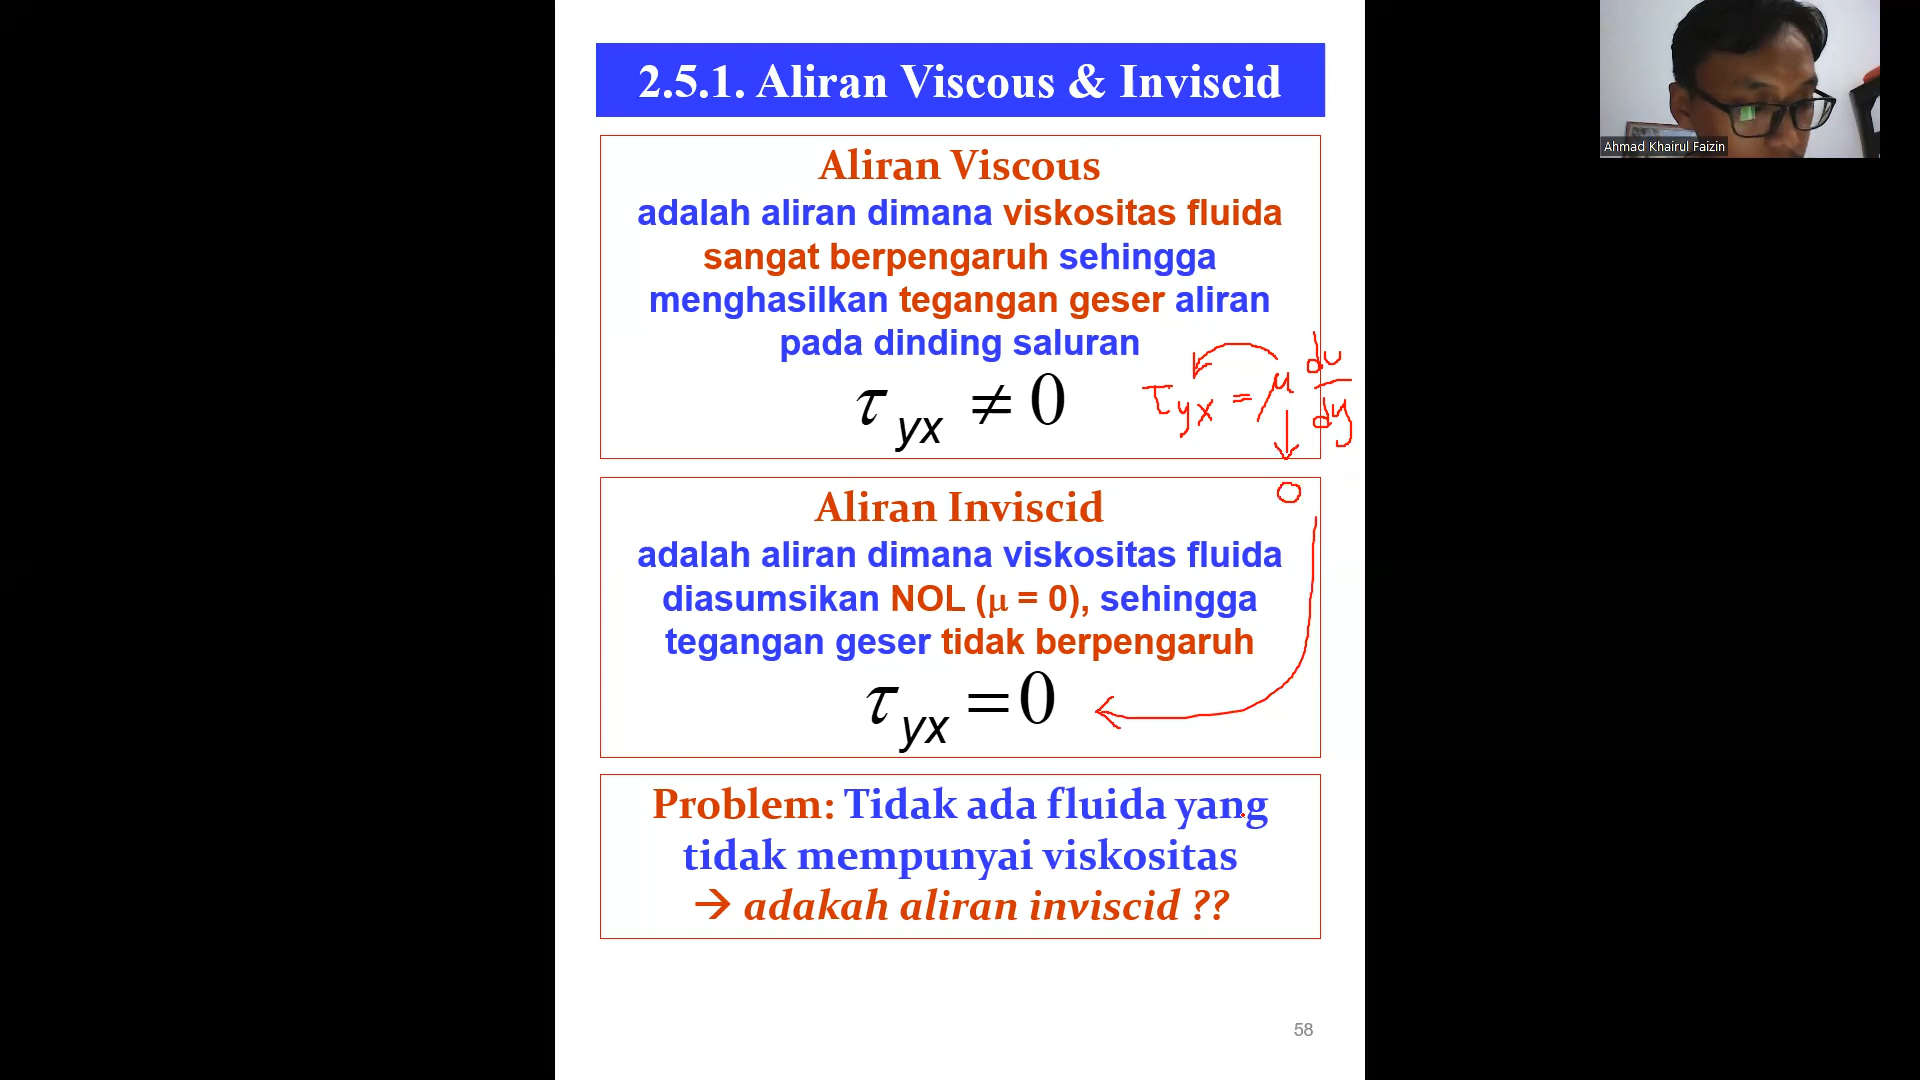 2.5.1. Aliran Viscous & Inviscid
Ahmad Khairul Faizin
Aliran Viscous
adalah aliran dimana viskositas fluida
sangat berpengaruh sehingga
menghasilkan tegangan geser aliran
pada dinding saluran
τ yx ≠ 0
τyx = μ du/dy
0
Aliran Inviscid
adalah aliran dimana viskositas fluida
diasumsikan NOL (μ = 0), sehingga
tegangan geser tidak berpengaruh
τyx = 0
Problem: Tidak ada fluida yang
tidak mempunyai viskositas
→ adakah aliran inviscid ??
58